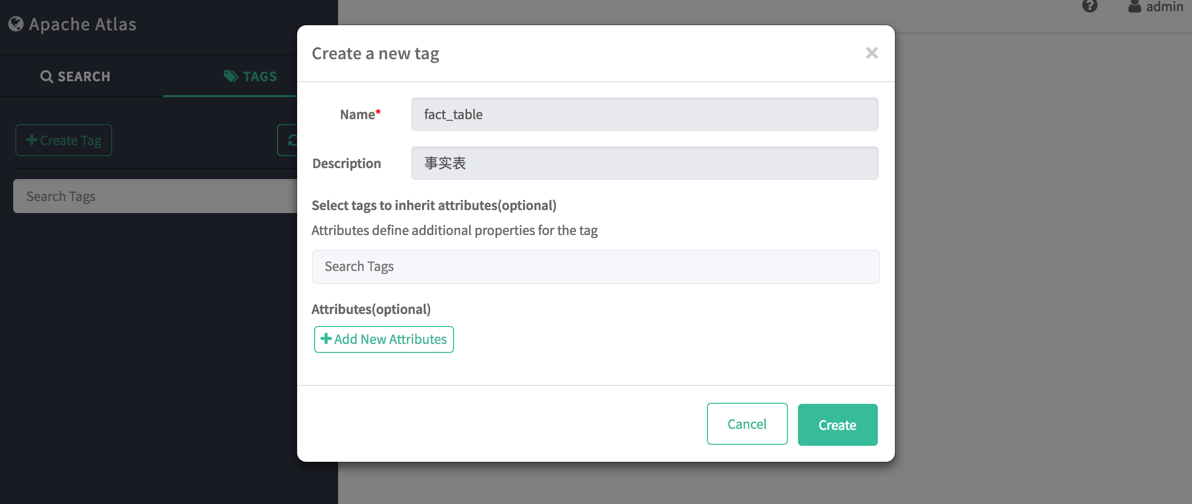 Apache Atlas
admin
SEARCH
TAGS
Create Tag
Search Tags
Create a new tag
Name*
fact_table
Description
事实表
Select tags to inherit attributes(optional)
Attributes define additional properties for the tag
Search Tags
Attributes(optional)
Add New Attributes
Cancel
Create